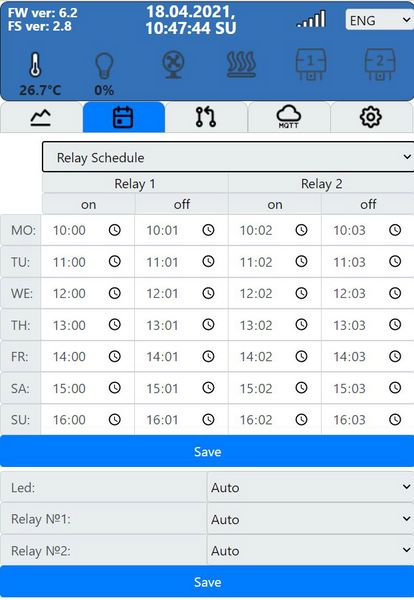 FW ver: 6.2
FS ver: 2.8
18.04.2021,
10:47:44 SU
ENG
1
2
26.7°C
0%
MQTT
Relay Schedule
Relay 1 Relay 2
on off on off
MO: 10:00 10:01 10:02 10:03
TU: 11:00 11:01 11:02 11:03
WE: 12:00 12:01 12:02 12:03
TH: 13:00 13:01 13:02 13:03
FR: 14:00 14:01 14:02 14:03
SA: 15:00 15:01 15:02 15:03
SU: 16:00 16:01 16:02 16:03
Save
Led: Auto
Relay №1: Auto
Relay №2: Auto
Save